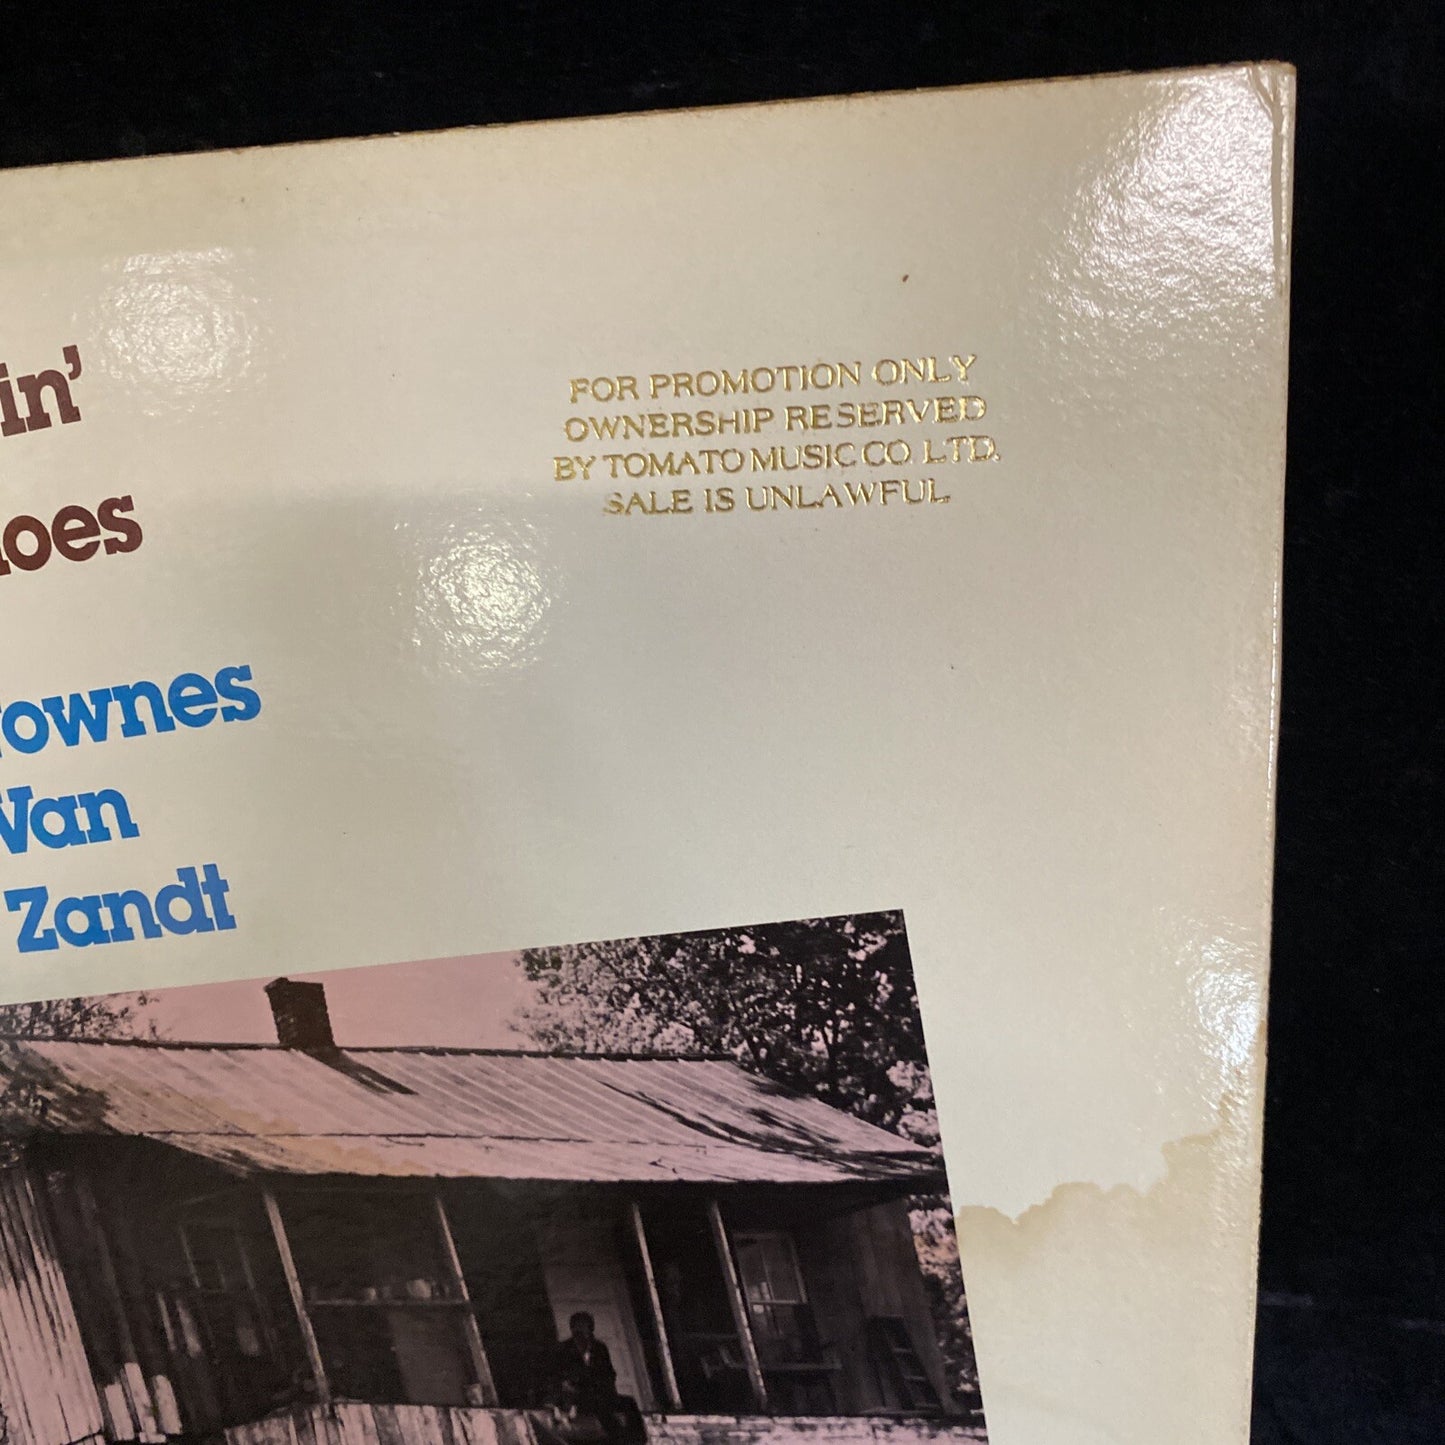 in'
oes
ownes
Van
Zandt
FOR PROMOTION ONLY
OWNERSHIP RESERVED
BY TOMATO MUSIC CO. LTD.
SALE IS UNLAWFUL